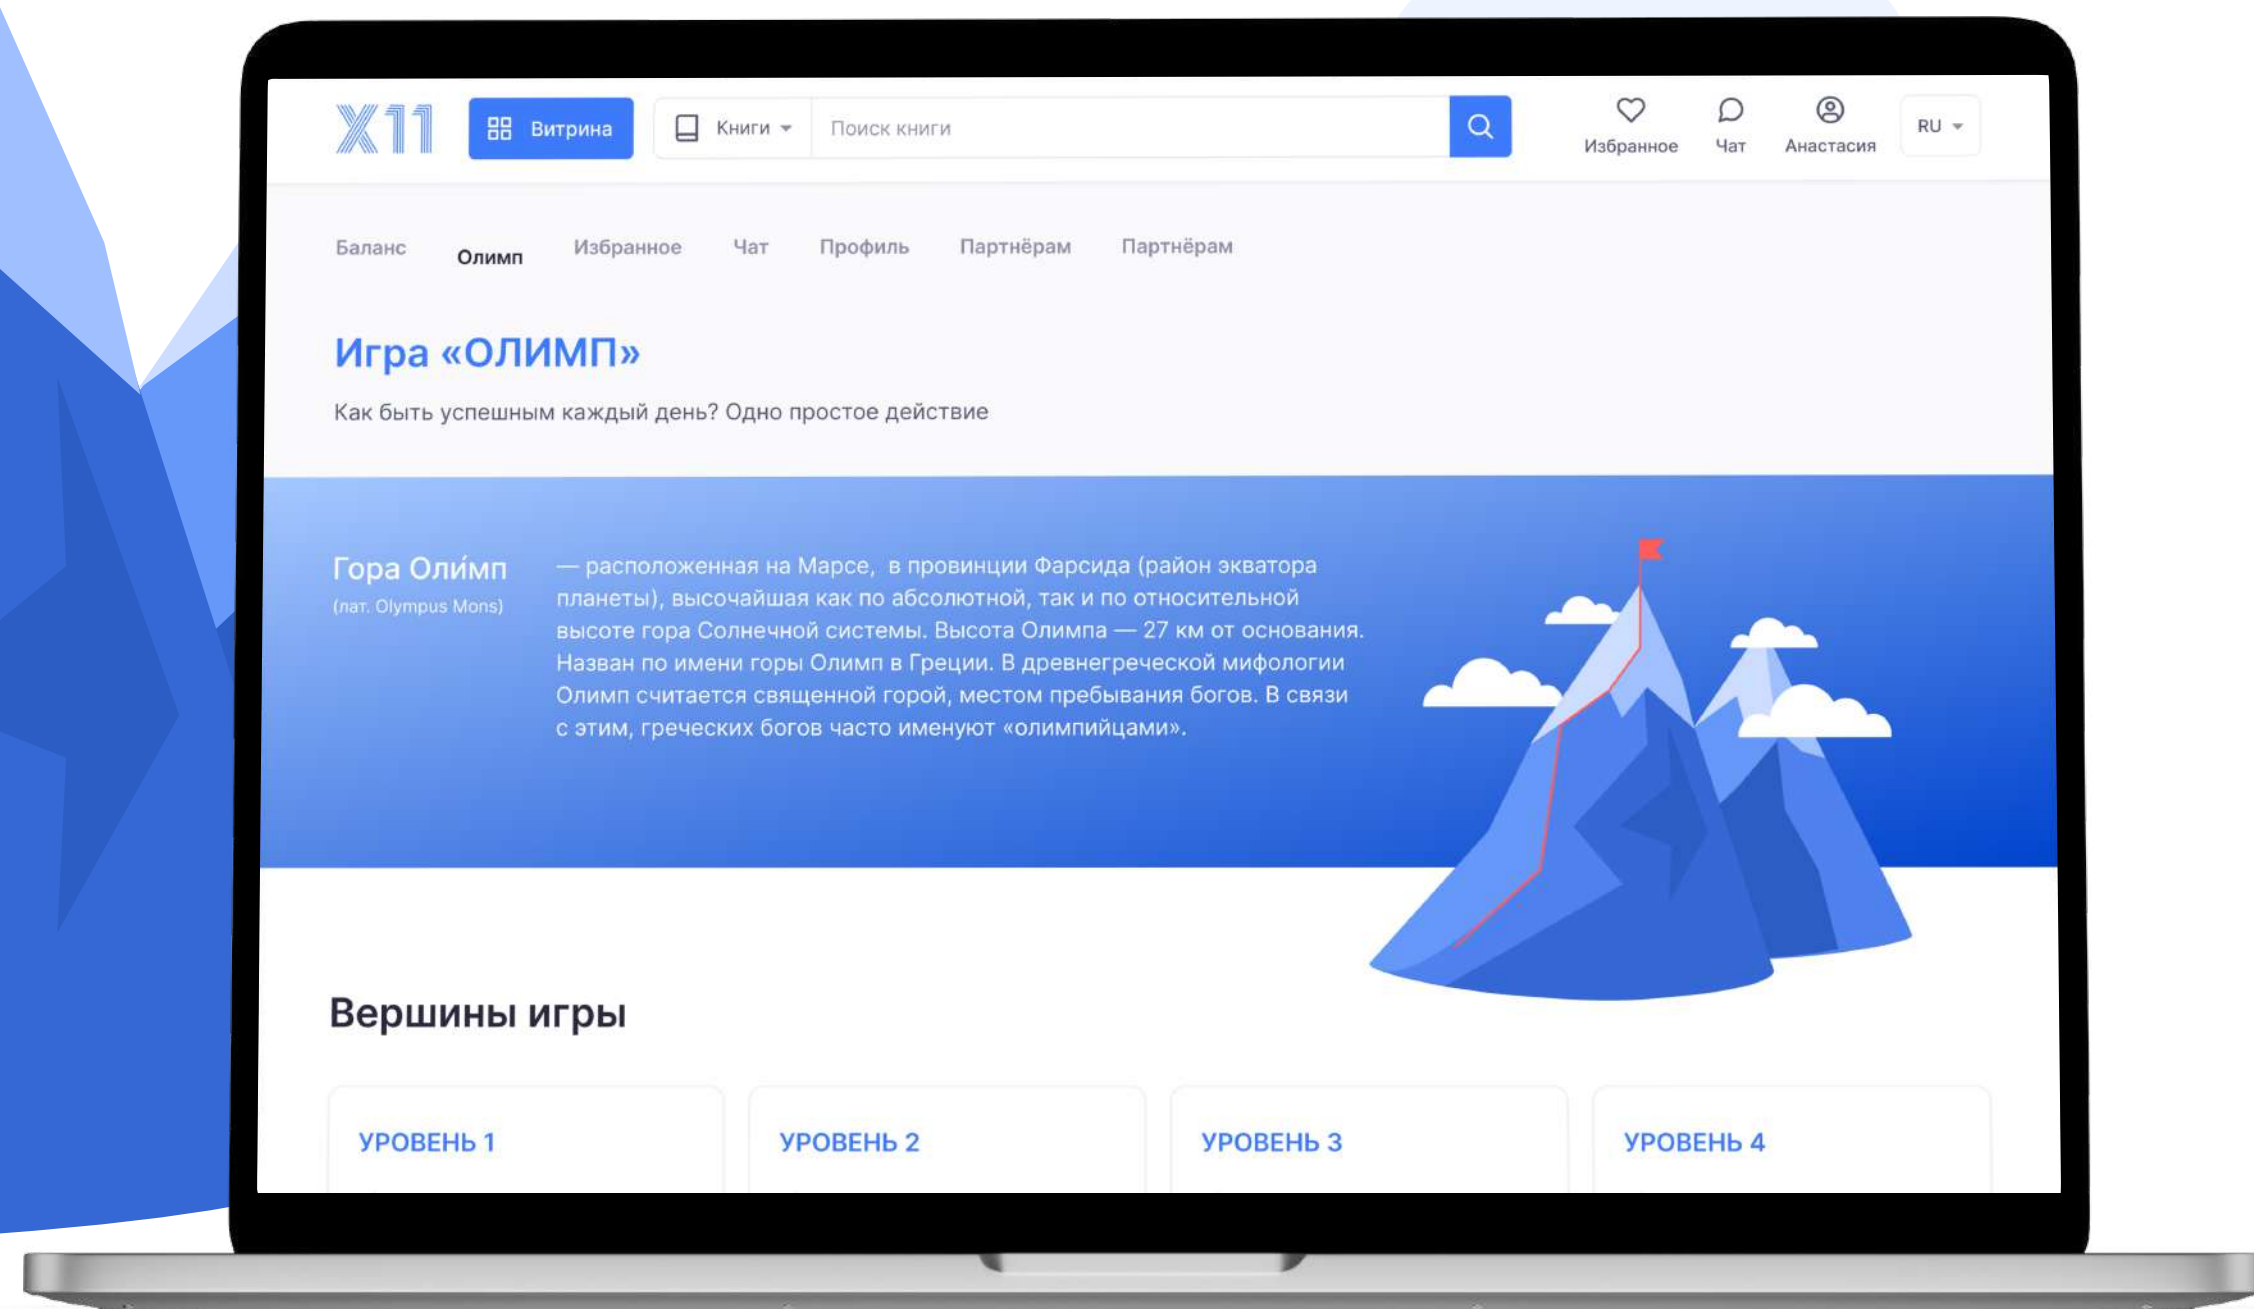 X11
Витрина
Книги
Поиск книги
Избранное
Чат
Анастасия
RU
Баланс
Олимп
Избранное
Чат
Профиль
Партнёрам
Партнёрам
Игра «ОЛИМП»
Как быть успешным каждый день? Одно простое действие
Гора Оли́мп
(лат. Olympus Mons)
— расположенная на Марсе, в провинции Фарсида (район экватора
планеты), высочайшая как по абсолютной, так и по относительной
высоте гора Солнечной системы. Высота Олимпа — 27 км от основания.
Назван по имени горы Олимп в Греции. В древнегреческой мифологии
Олимп считается священной горой, местом пребывания богов. В связи
с этим, греческих богов часто именуют «олимпийцами».
Вершины игры
УРОВЕНЬ 1
УРОВЕНЬ 2
УРОВЕНЬ 3
УРОВЕНЬ 4